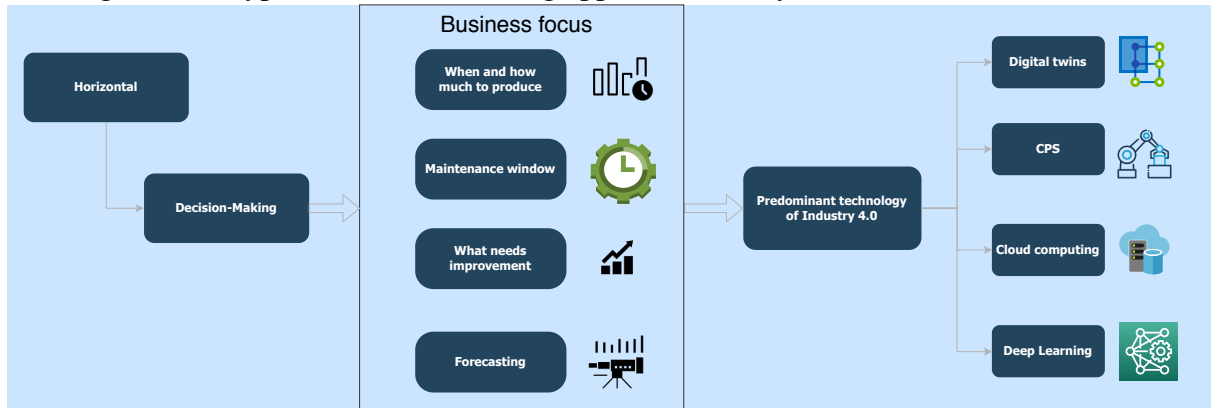 Business focus
Horizontal
Decision-Making
When and how
much to produce
Maintenance window
What needs
improvement
Forecasting
Predominant technology
of Industry 4.0
Digital twins
CPS
Cloud computing
Deep Learning